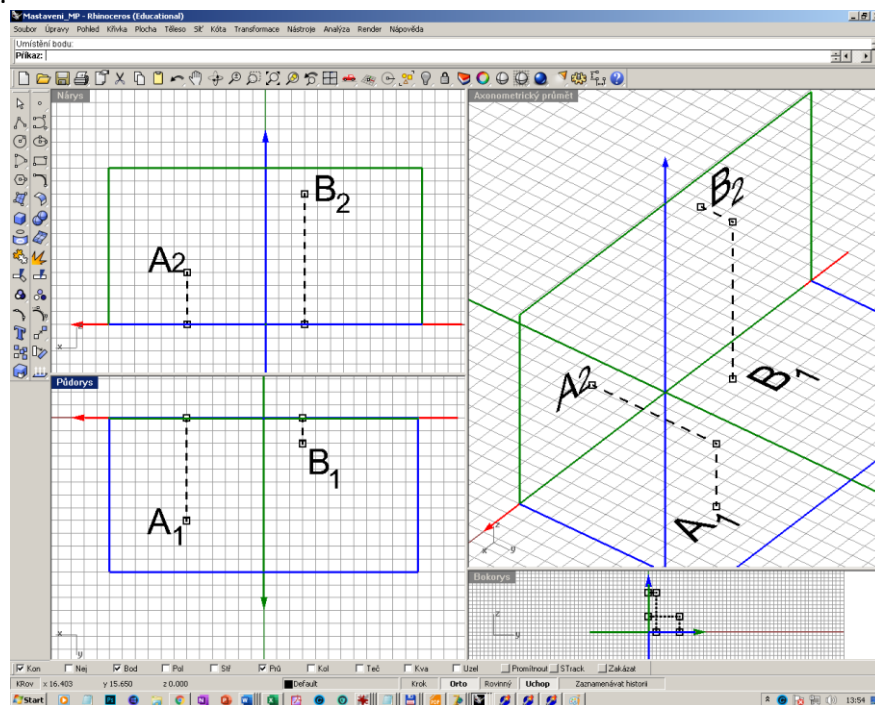 Mastaveni_MP - Rhinoceros (Educational)
Soubor Úpravy Pohled Křivka Plocha Těleso Síť Kóta Transformace Nástroje Analýza Render Nápověda
Umístění bodu:
Příkaz:
Nárys
B2
A2
x
Axonometrický průmět
B2
A2
B1
A1
z
x
y
Půdorys
B1
A1
x
y
Bokorys
z
y
Kon Nej Bod Pol Stř Prů Kol Teč Kva Uzel Promítnout STrack Zakázat
KRov x 16.403 y 15.650 z 0.000 Default Krok Orto Rovinný Uchop Zaznamenávat historii
Start 13:54